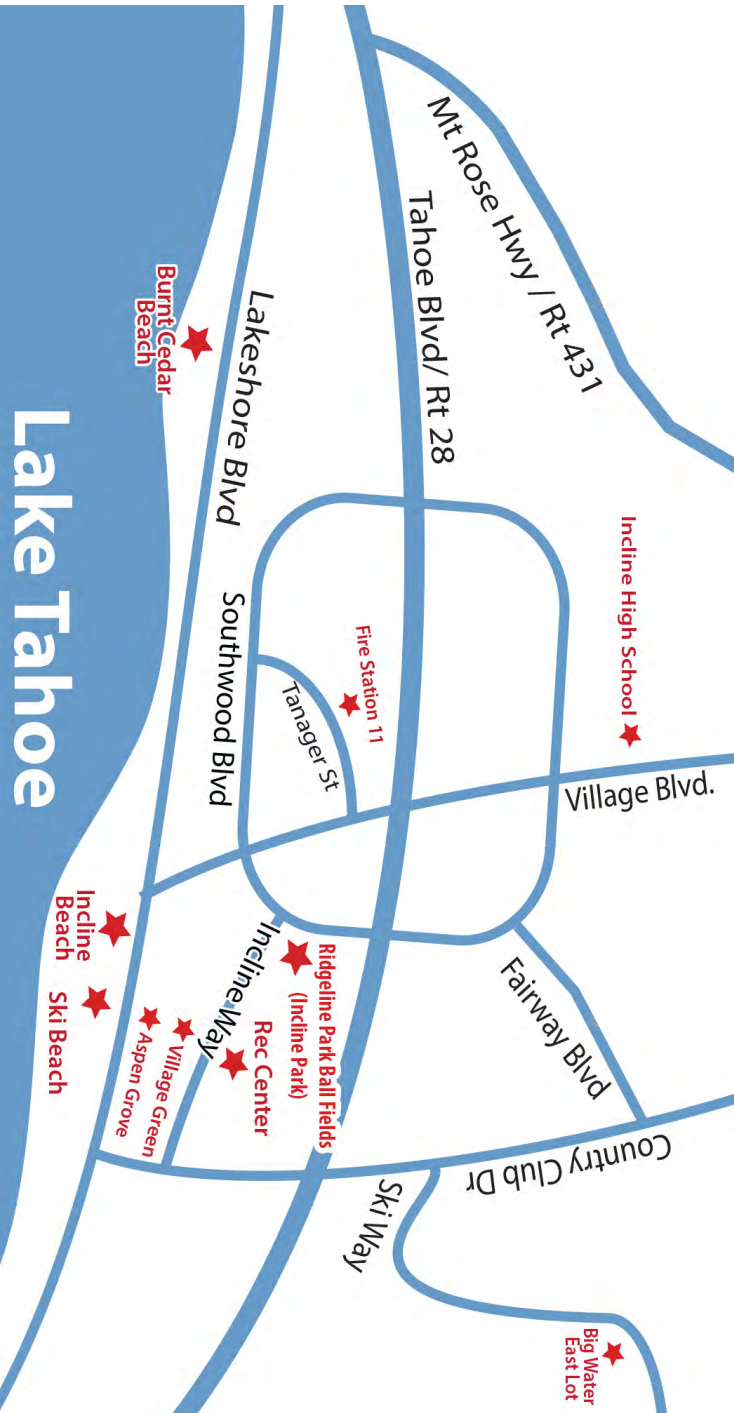 Mt Rose Hwy / Rt 431
Tahoe Blvd/ Rt 28
Incline High School
Village Blvd.
Fire Station 11
Tanager St
Lakeshore Blvd
Southwood Blvd
Burnt Cedar
Beach
Lake Tahoe
Fairway Blvd
Country Club Dr
Ski Way
Big Water
East Lot
Ridgeline Park Ball Fields
(Incline Park)
Incline Way
Rec Center
Village Green
Aspen Grove
Incline
Beach
Ski Beach